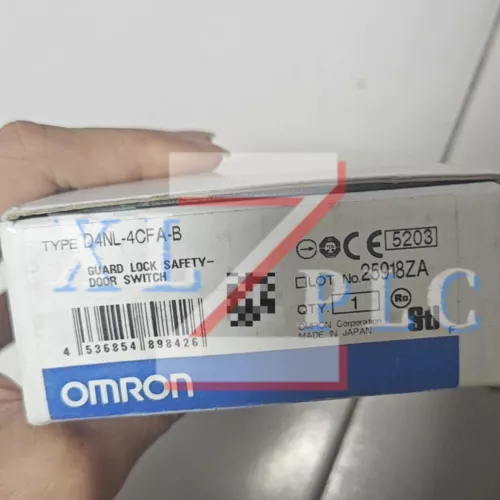 TYPE D4NL-4CFA-B
GUARD LOCK SAFETY-
DOOR SWITCH
CE 5203
LOT No. 25918ZA
QTY. 1
OMRON Corporation
MADE IN JAPAN
4 536854 898426
OMRON
XL Z PLC